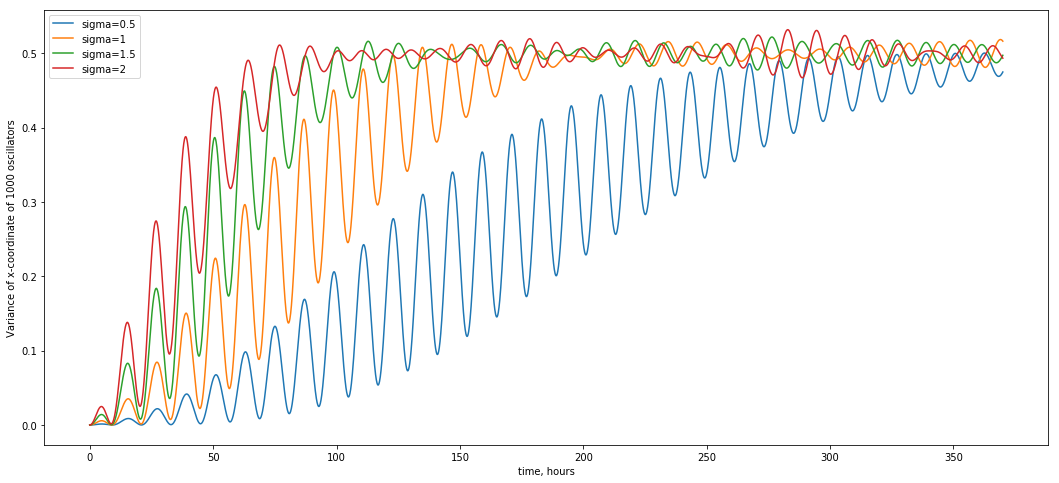 sigma=0.5
sigma=1
sigma=1.5
sigma=2
Variance of x-coordinate of 1000 oscillators
0.5
0.4
0.3
0.2
0.1
0.0
0 50 100 150 200 250 300 350
time, hours